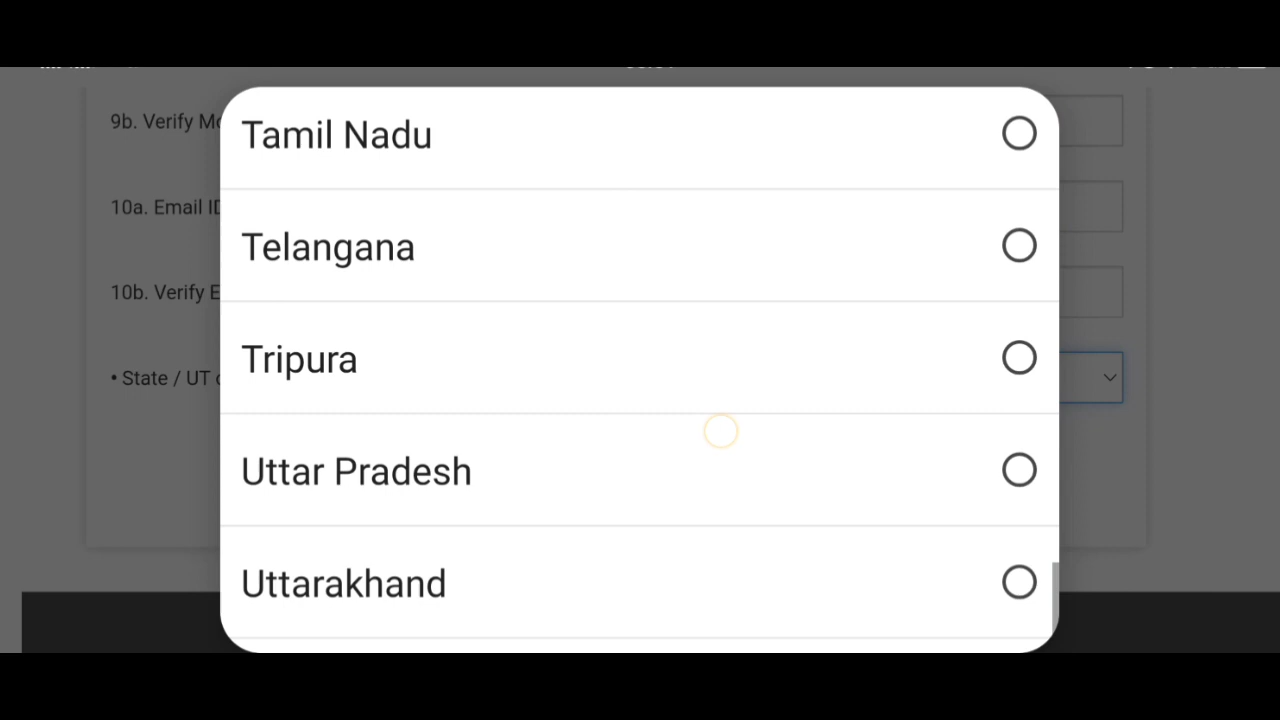 9b. Verify Mo
Tamil Nadu
10a. Email ID
Telangana
10b. Verify E
Tripura
• State / UT
Uttar Pradesh
Uttarakhand